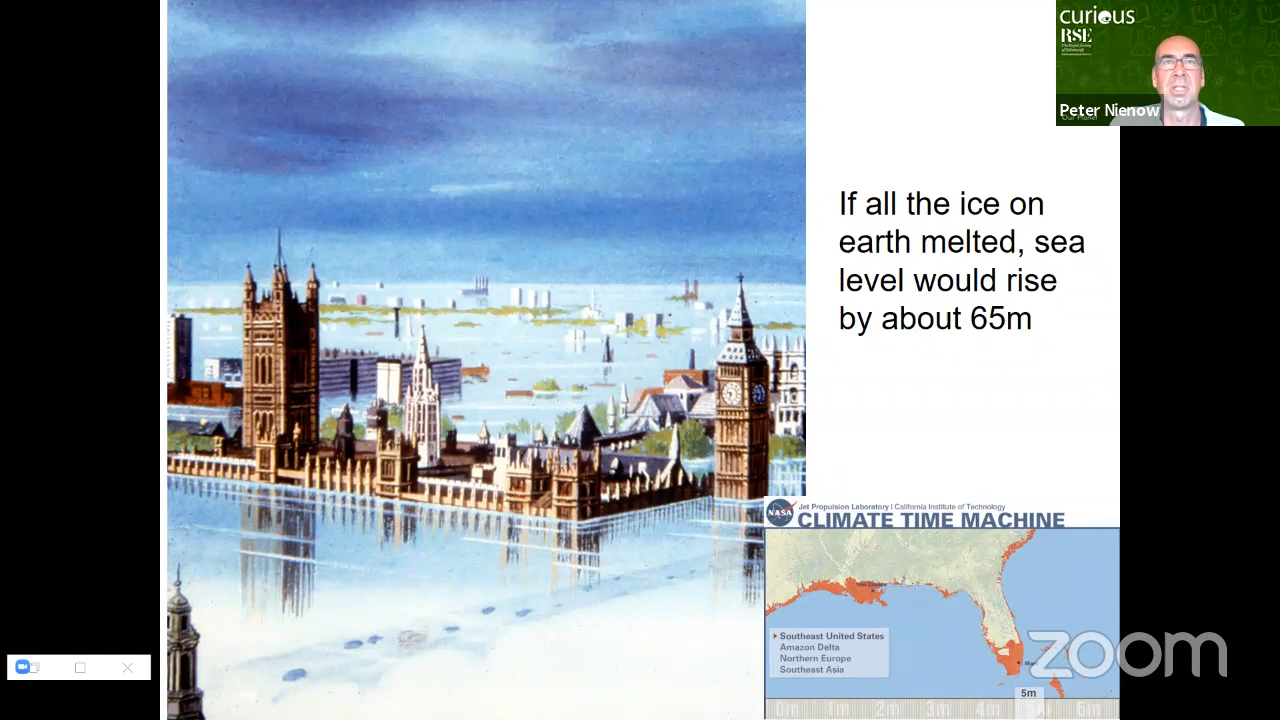 curious
RSE
Peter Nienow
If all the ice on
earth melted, sea
level would rise
by about 65m
NASA
Jet Propulsion Laboratory | California Institute of Technology
CLIMATE TIME MACHINE
Southeast United States
Amazon Delta
Northern Europe
Southeast Asia
5m
0m 1m 2m 3m 4m 6m
zoom